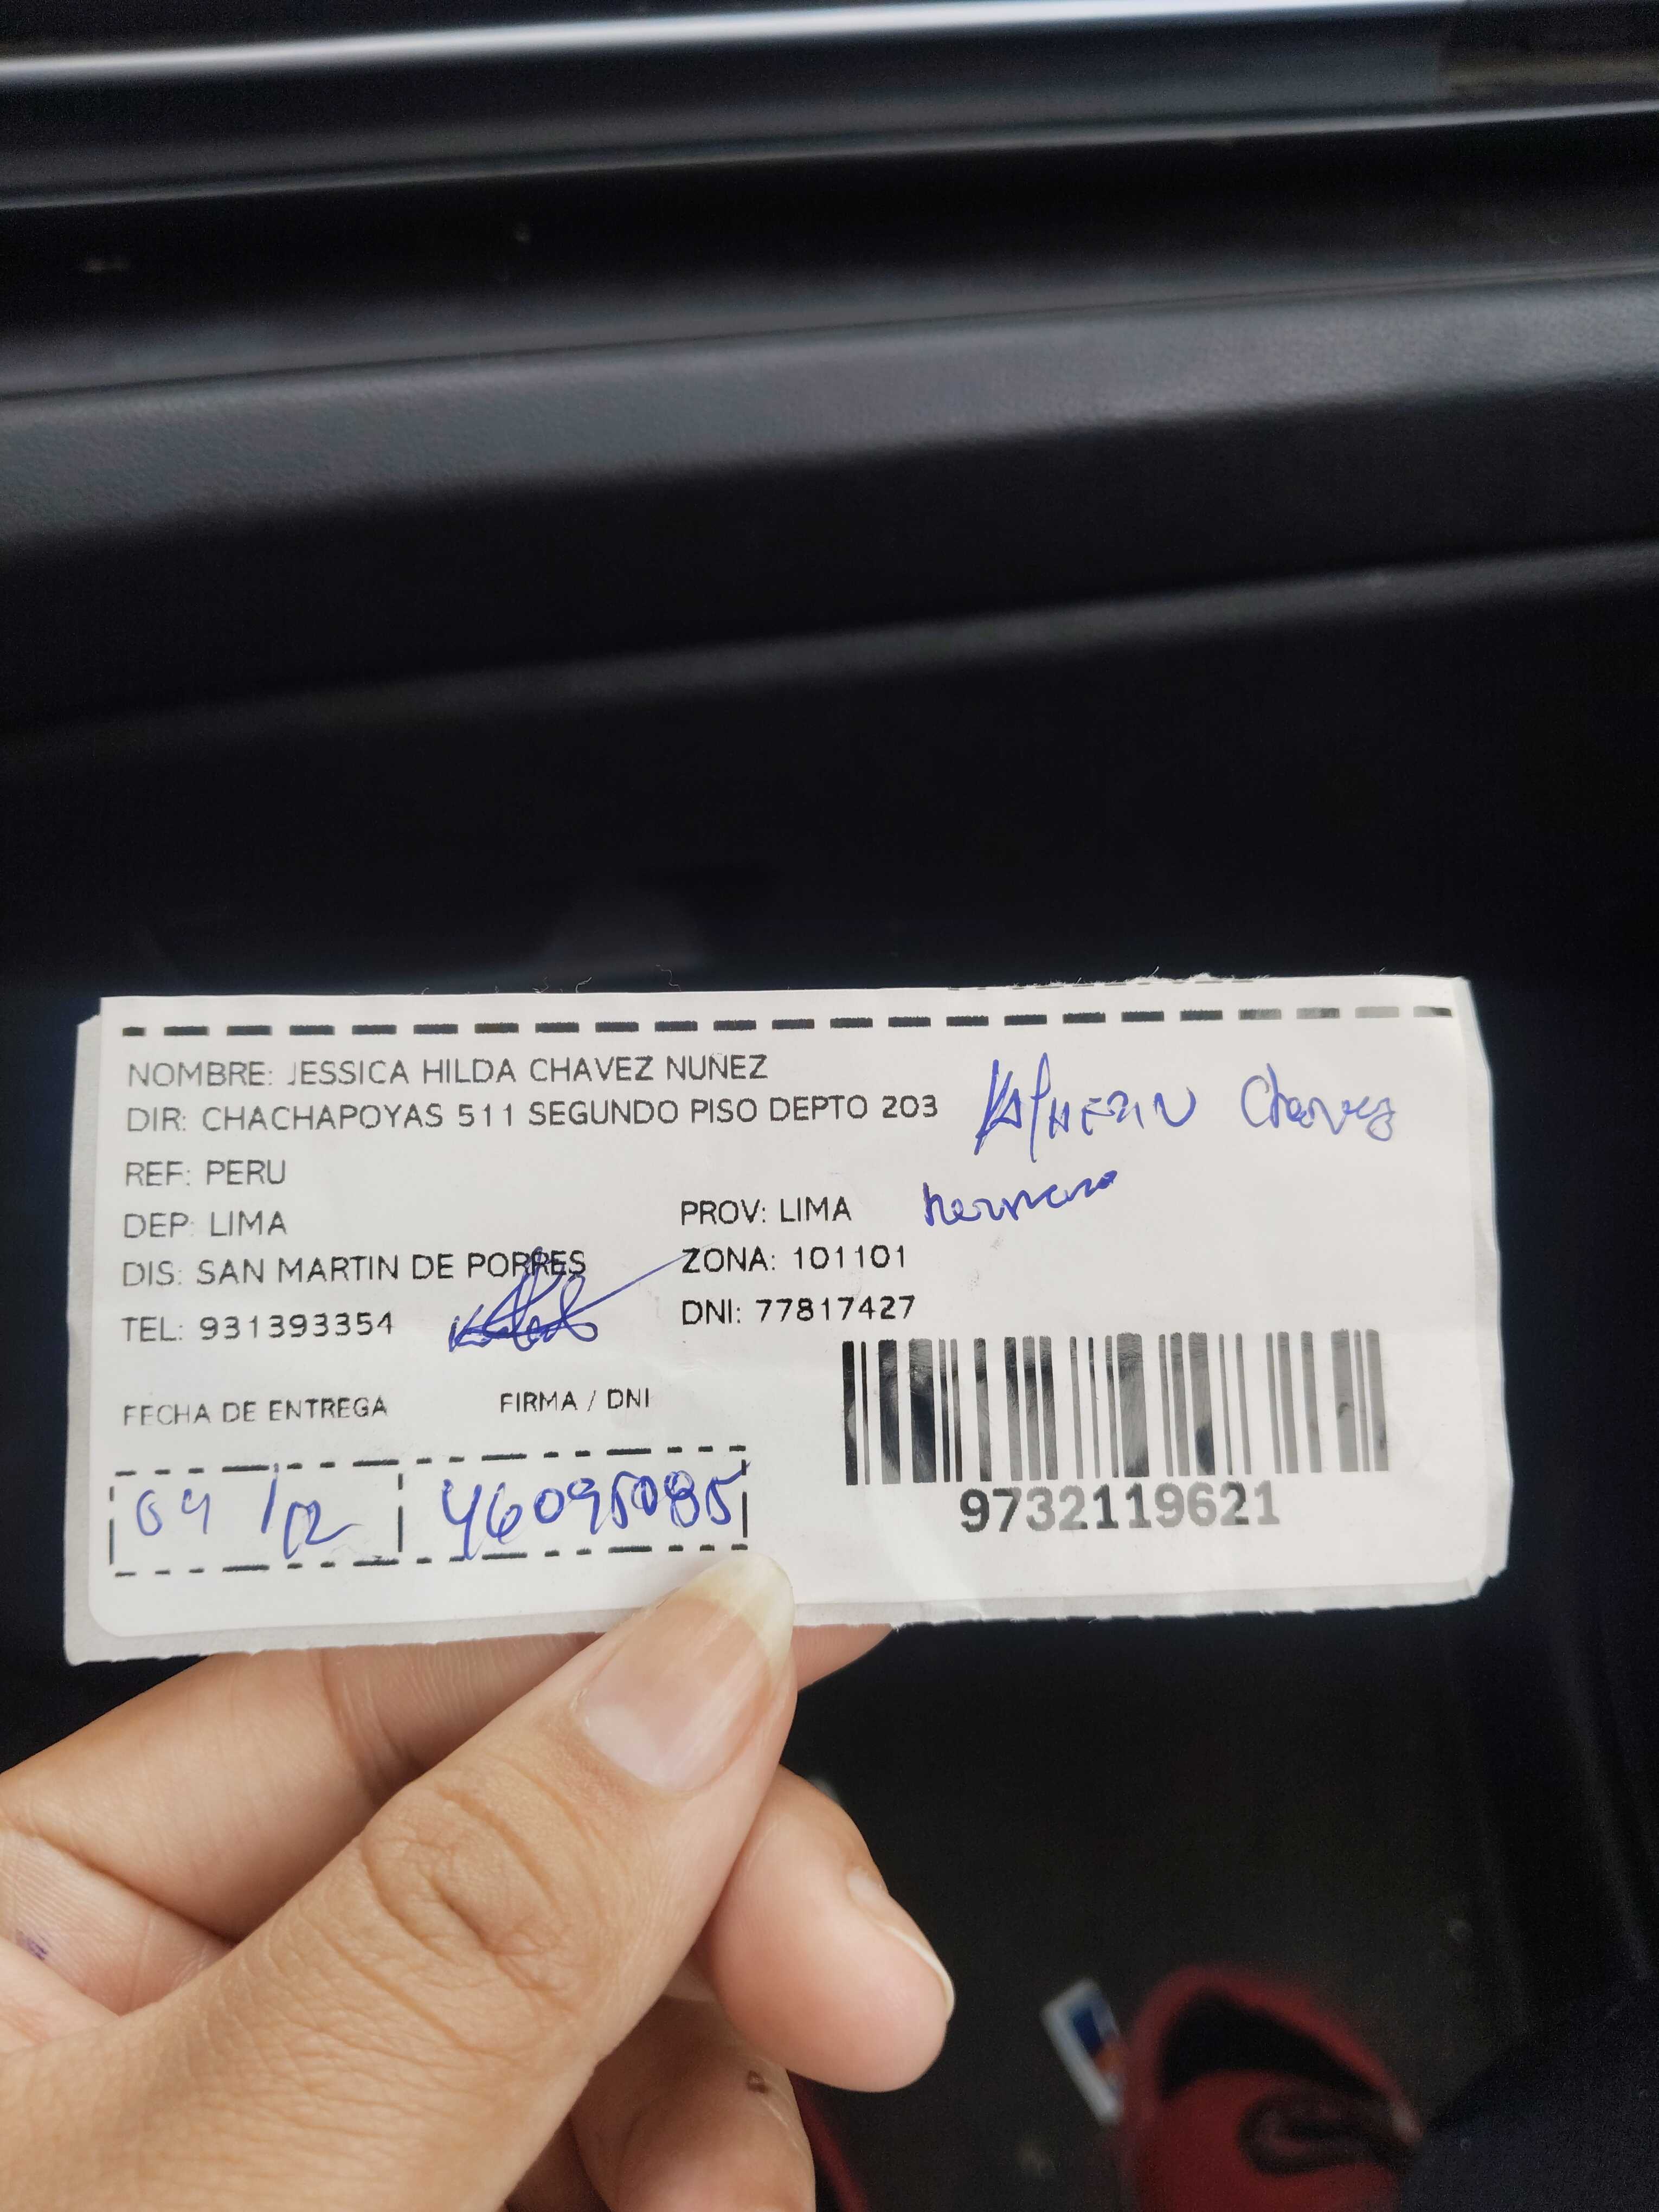 NOMBRE: JESSICA HILDA CHAVEZ NUNEZ
DIR: CHACHAPOYAS 511 SEGUNDO PISO DEPTO 203
Katherin Chavez
REF: PERU
hermana
DEP: LIMA
PROV: LIMA
DIS: SAN MARTIN DE PORRES
ZONA: 101101
TEL: 931393354
DNI: 77817427
FECHA DE ENTREGA
FIRMA / DNI
04 /12
46095085
9732119621